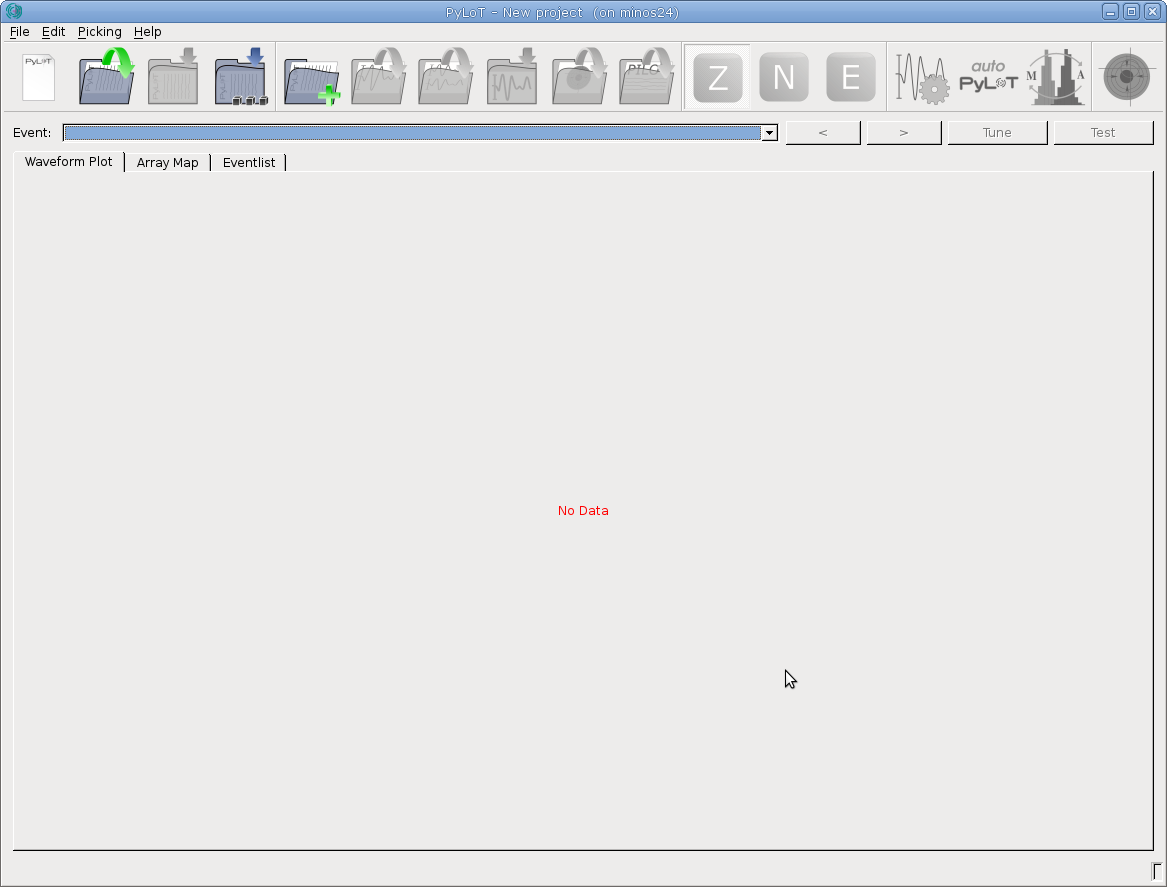 PyLoT – New project (on minos24)
File Edit Picking Help
PyLoT
PILO
Z N E
auto
PyLoT
M A
Event: < > Tune Test
Waveform Plot Array Map Eventlist
No Data